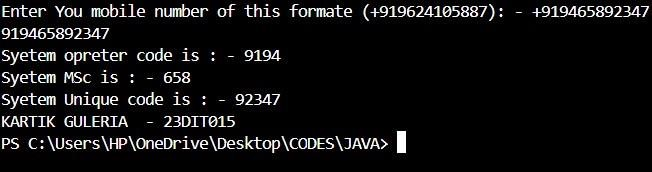 Enter You mobile number of this formate (+919624105887): - +919465892347
919465892347
Syetem opreter code is : - 9194
Syetem MSc is : - 658
Syetem Unique code is : - 92347
KARTIK GULERIA  - 23DIT015
PS C:\Users\HP\OneDrive\Desktop\CODES\JAVA>